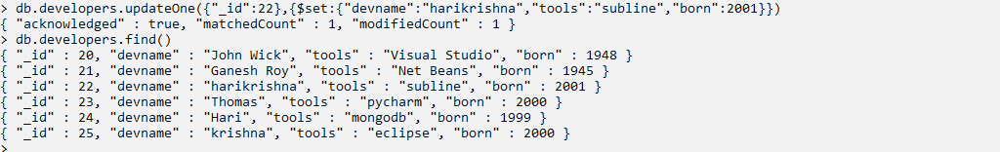 > db.developers.updateOne({"_id":22},{$set:{"devname":"harikrishna","tools":"subline","born":2001}})
{ "acknowledged" : true, "matchedCount" : 1, "modifiedCount" : 1 }
> db.developers.find()
{ "_id" : 20, "devname" : "John Wick", "tools" : "Visual Studio", "born" : 1948 }
{ "_id" : 21, "devname" : "Ganesh Roy", "tools" : "Net Beans", "born" : 1945 }
{ "_id" : 22, "devname" : "harikrishna", "tools" : "subline", "born" : 2001 }
{ "_id" : 23, "devname" : "Thomas", "tools" : "pycharm", "born" : 2000 }
{ "_id" : 24, "devname" : "Hari", "tools" : "mongodb", "born" : 1999 }
{ "_id" : 25, "devname" : "krishna", "tools" : "eclipse", "born" : 2000 }
>